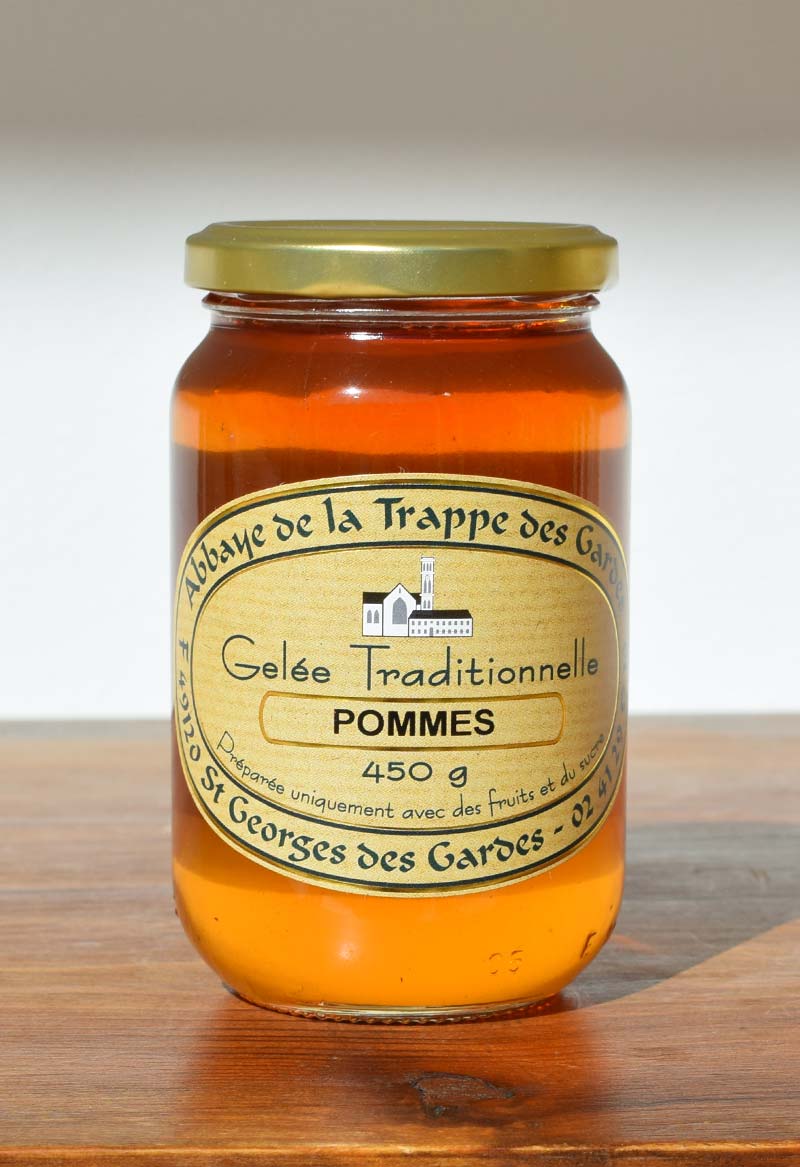 Abbaye de la Trappe des Gardes
Gelée Traditionnelle
POMMES
450 g
Préparée uniquement avec des fruits et du sucre
F 49120 St Georges des Gardes - 02 41 29